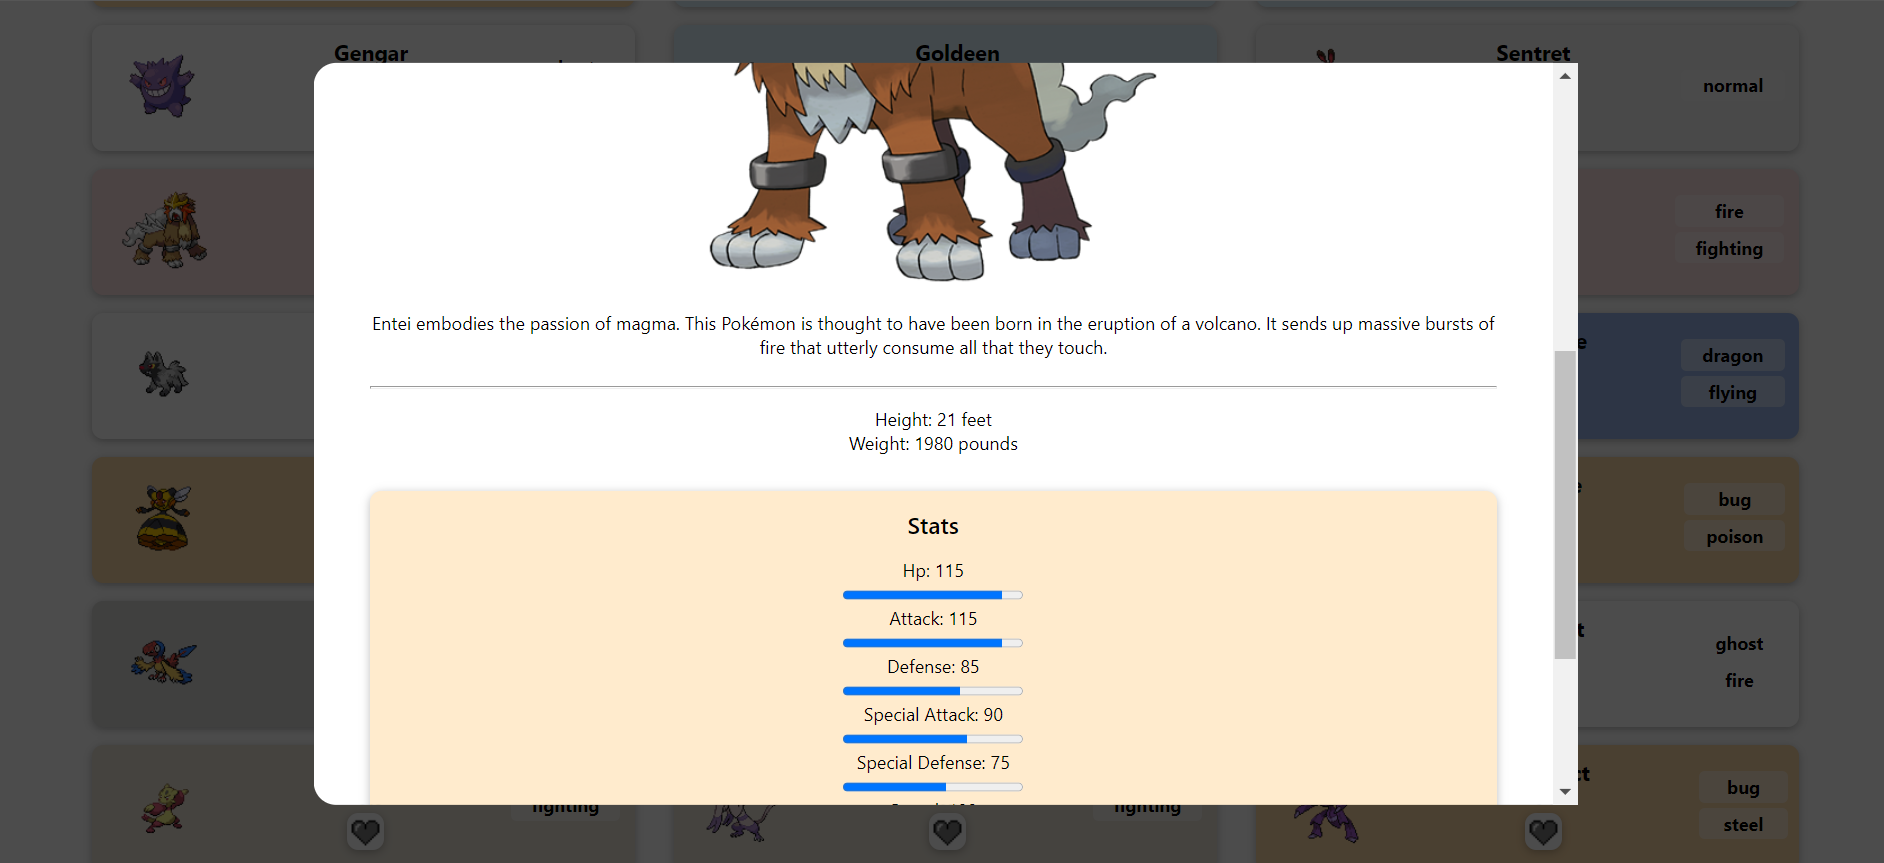 Gengar
Goldeen
Sentret
normal
fire
fighting
Entei embodies the passion of magma. This Pokémon is thought to have been born in the eruption of a volcano. It sends up massive bursts of
fire that utterly consume all that they touch.
dragon
flying
Height: 21 feet
Weight: 1980 pounds
bug
poison
Stats
Hp: 115
Attack: 115
Defense: 85
Special Attack: 90
Special Defense: 75
ghost
fire
fighting
fighting
bug
steel